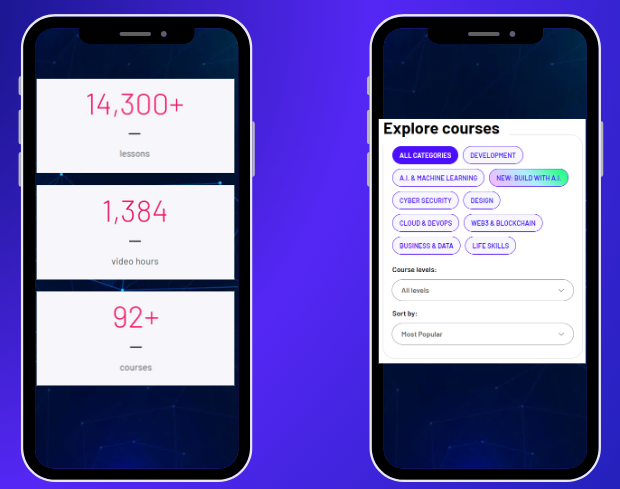 14,300+
lessons
1,384
video hours
92+
courses
Explore courses
ALL CATEGORIES
DEVELOPMENT
A.I. & MACHINE LEARNING
NEW: BUILD WITH A.I.
CYBER SECURITY
DESIGN
CLOUD & DEVOPS
WEB3 & BLOCKCHAIN
BUSINESS & DATA
LIFE SKILLS
Course levels:
All levels
Sort by:
Most Popular